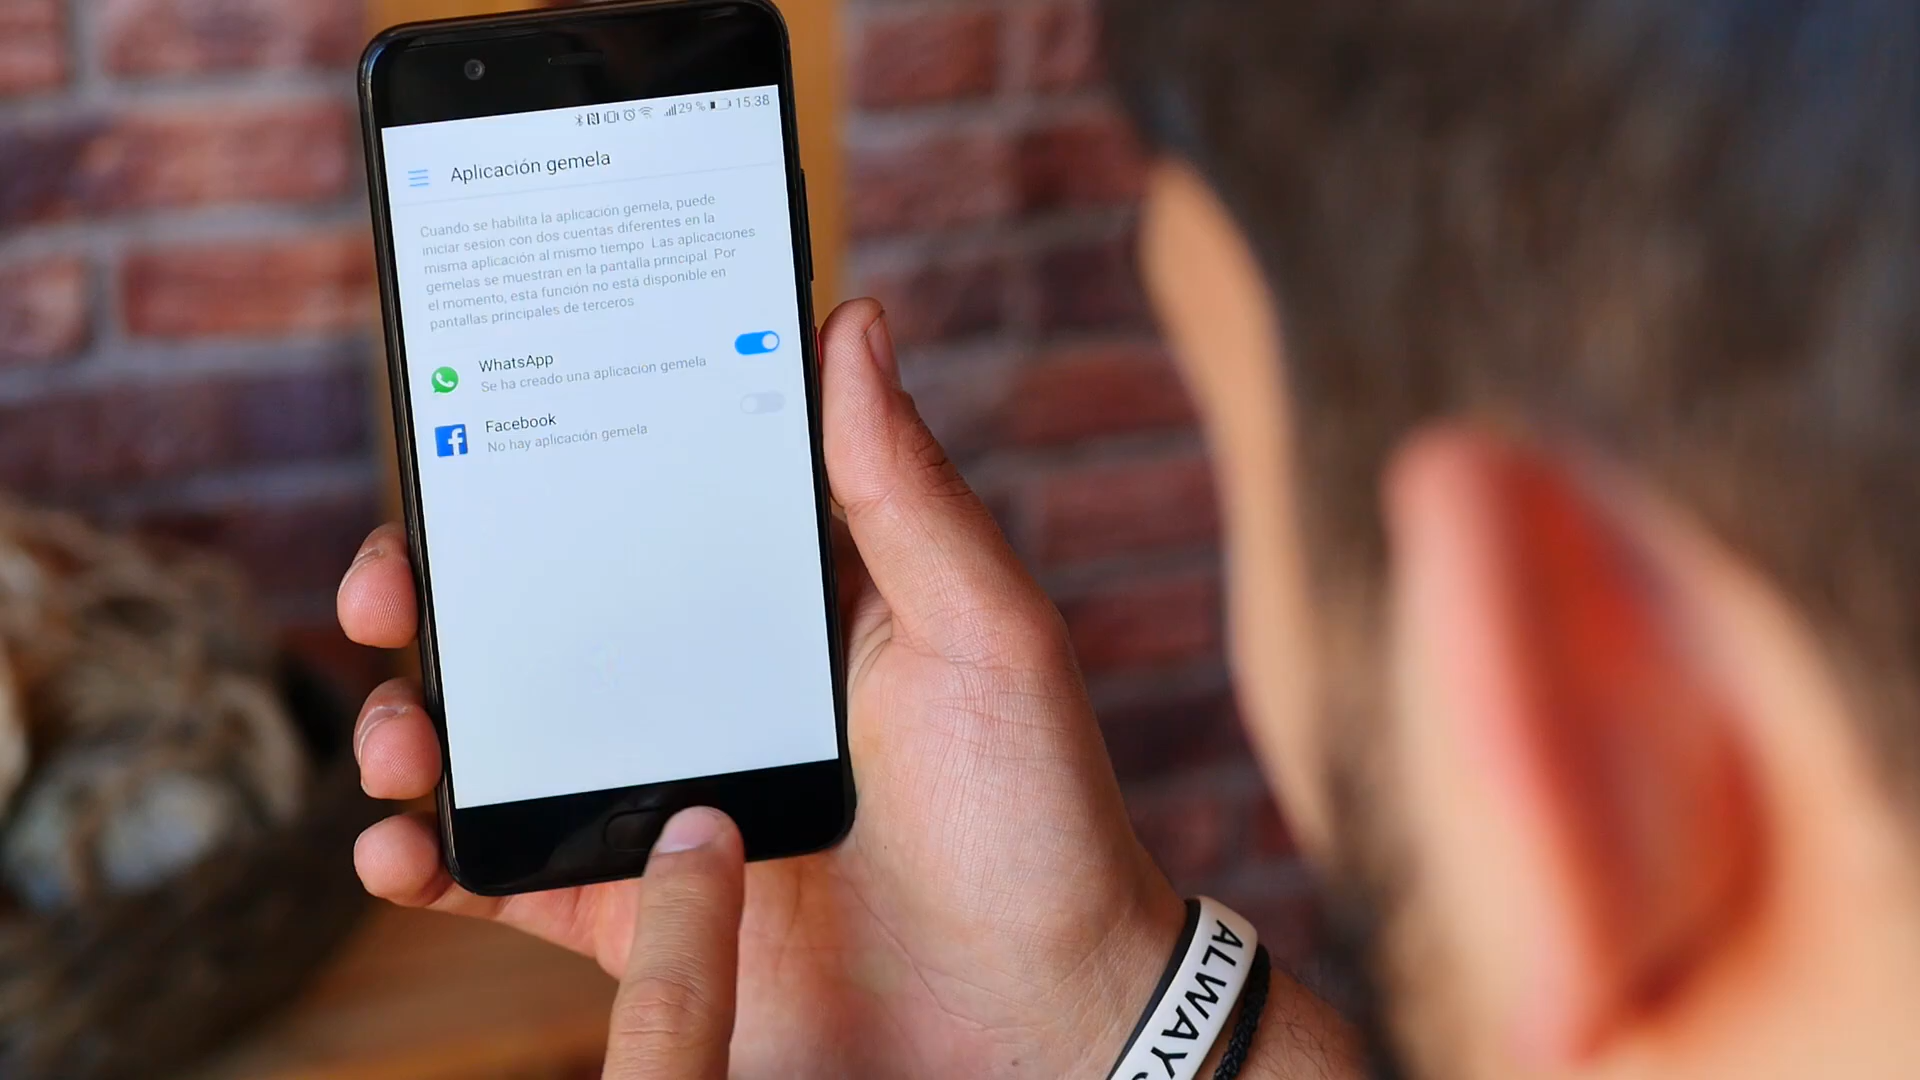 29 % 15:38
Aplicación gemela
Cuando se habilita la aplicación gemela, puede
iniciar sesión con dos cuentas diferentes en la
misma aplicación al mismo tiempo. Las aplicaciones
gemelas se muestran en la pantalla principal. Por
el momento, esta función no está disponible en
pantallas principales de terceros
WhatsApp
Se ha creado una aplicación gemela
Facebook
No hay aplicación gemela
ALWAYS